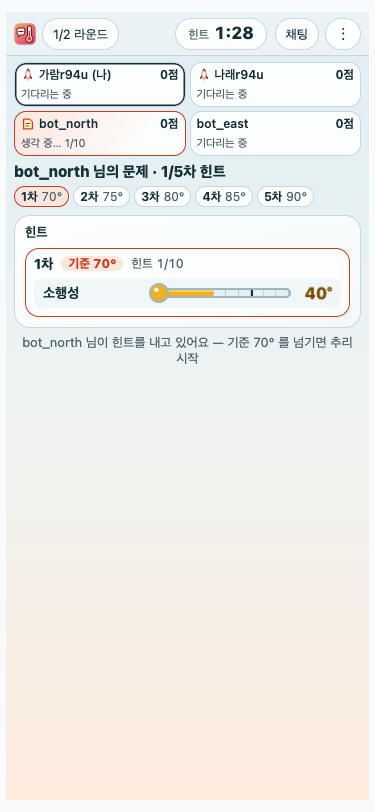 1/2 라운드
힌트 1:28
채팅
가람r94u (나) 0점
기다리는 중
나래r94u 0점
기다리는 중
bot_north 0점
생각 중... 1/10
bot_east 0점
기다리는 중
bot_north 님의 문제 · 1/5차 힌트
1차 70° 2차 75° 3차 80° 4차 85° 5차 90°
힌트
1차 기준 70° 힌트 1/10
소행성 40°
bot_north 님이 힌트를 내고 있어요 — 기준 70° 를 넘기면 추리
시작